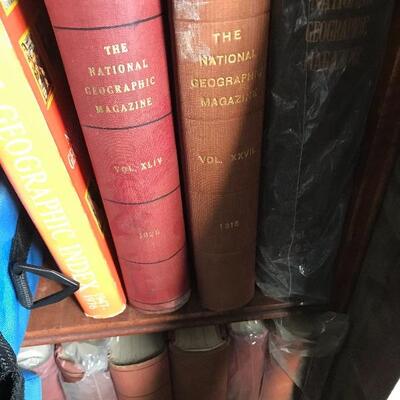 GEOGRAPHIC INDEX
THE
NATIONAL
GEOGRAPHIC
MAGAZINE
VOL. XLIV
THE
NATIONAL
GEOGRAPHIC
MAGAZINE
VOL. XXVII
1915
NATIONAL
GEOGRAPHIC
MAGAZINE